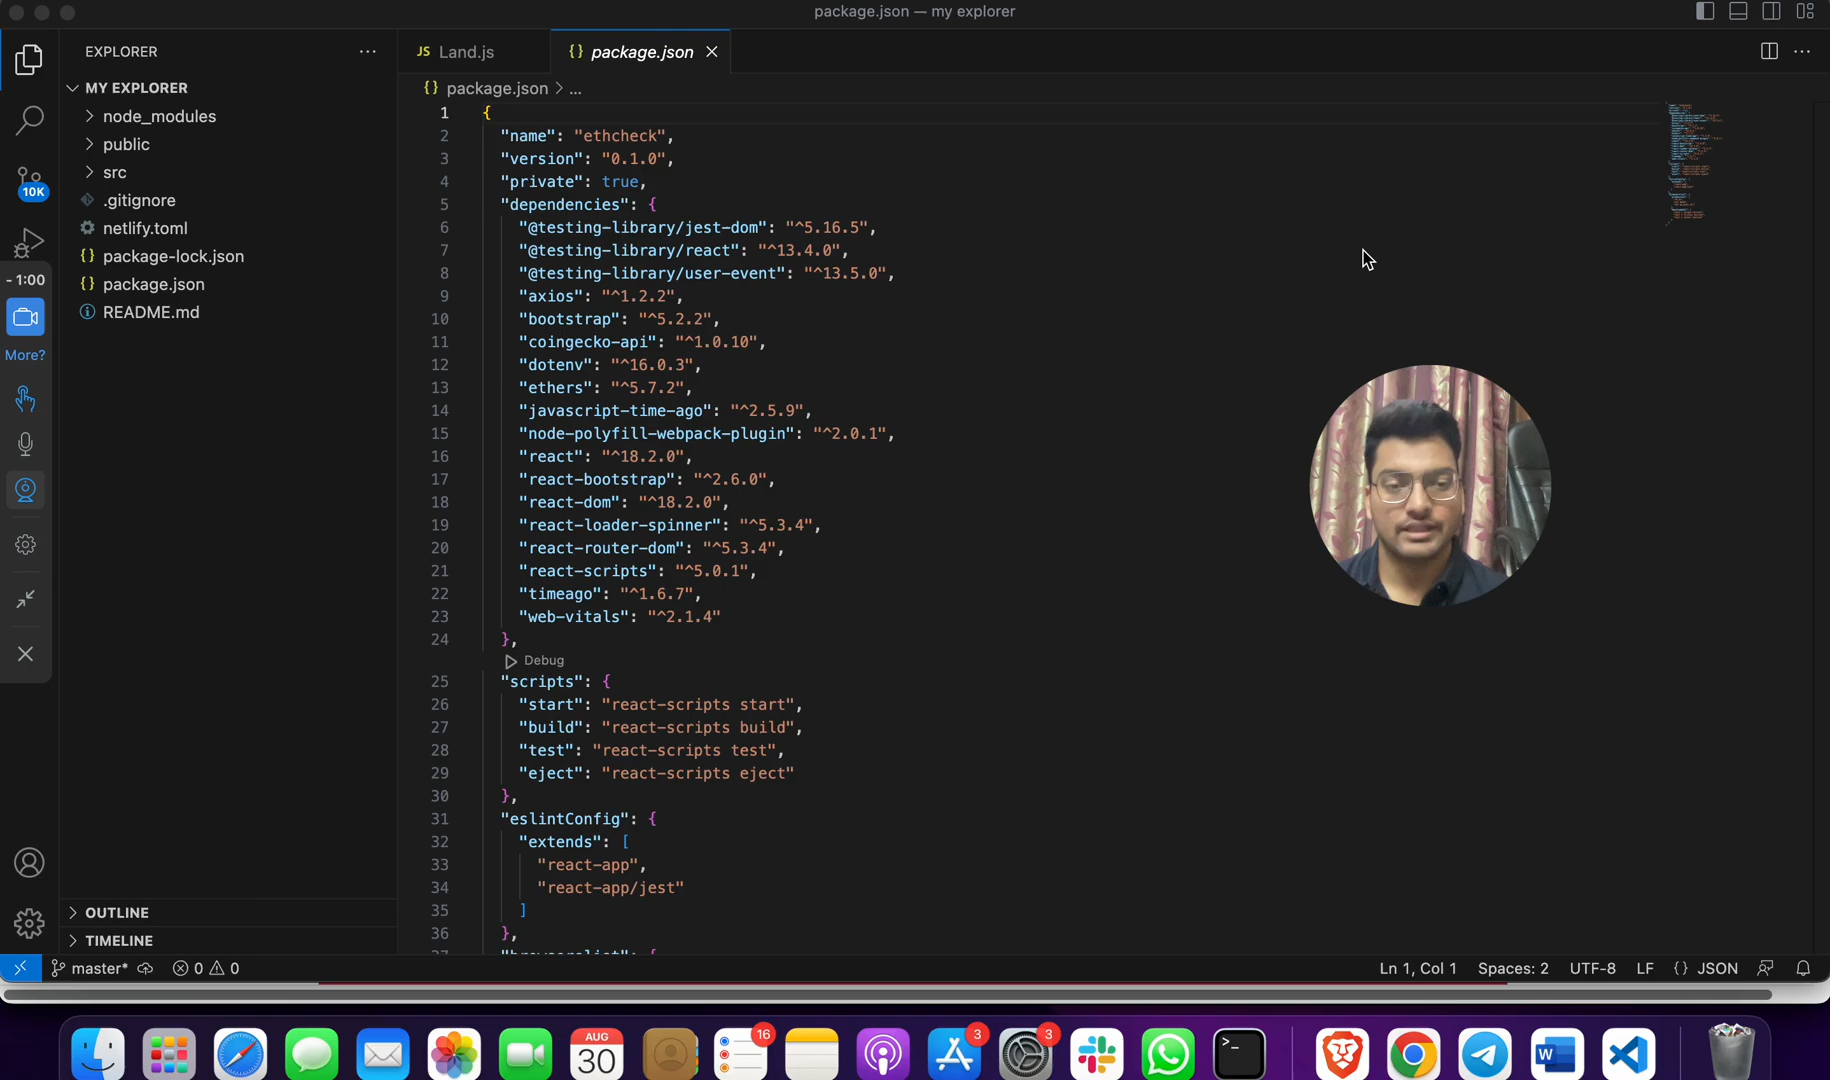 package.json — my explorer
EXPLORER
JS Land.js
{} package.json
MY EXPLORER
node_modules
public
src
.gitignore
netlify.toml
{} package-lock.json
{} package.json
README.md
10K
- 1:00
More?
{} package.json > ...
1 {
2 "name": "ethcheck",
3 "version": "0.1.0",
4 "private": true,
5 "dependencies": {
6 "@testing-library/jest-dom": "^5.16.5",
7 "@testing-library/react": "^13.4.0",
8 "@testing-library/user-event": "^13.5.0",
9 "axios": "^1.2.2",
10 "bootstrap": "^5.2.2",
11 "coingecko-api": "^1.0.10",
12 "dotenv": "^16.0.3",
13 "ethers": "^5.7.2",
14 "javascript-time-ago": "^2.5.9",
15 "node-polyfill-webpack-plugin": "^2.0.1",
16 "react": "^18.2.0",
17 "react-bootstrap": "^2.6.0",
18 "react-dom": "^18.2.0",
19 "react-loader-spinner": "^5.3.4",
20 "react-router-dom": "^5.3.4",
21 "react-scripts": "^5.0.1",
22 "timeago": "^1.6.7",
23 "web-vitals": "^2.1.4"
24 },
Debug
25 "scripts": {
26 "start": "react-scripts start",
27 "build": "react-scripts build",
28 "test": "react-scripts test",
29 "eject": "react-scripts eject"
30 },
31 "eslintConfig": {
32 "extends": [
33 "react-app",
34 "react-app/jest"
35 ]
36 },
OUTLINE
TIMELINE
master* 0 0
Ln 1, Col 1 Spaces: 2 UTF-8 LF {} JSON
AUG
30
16
3
3
W